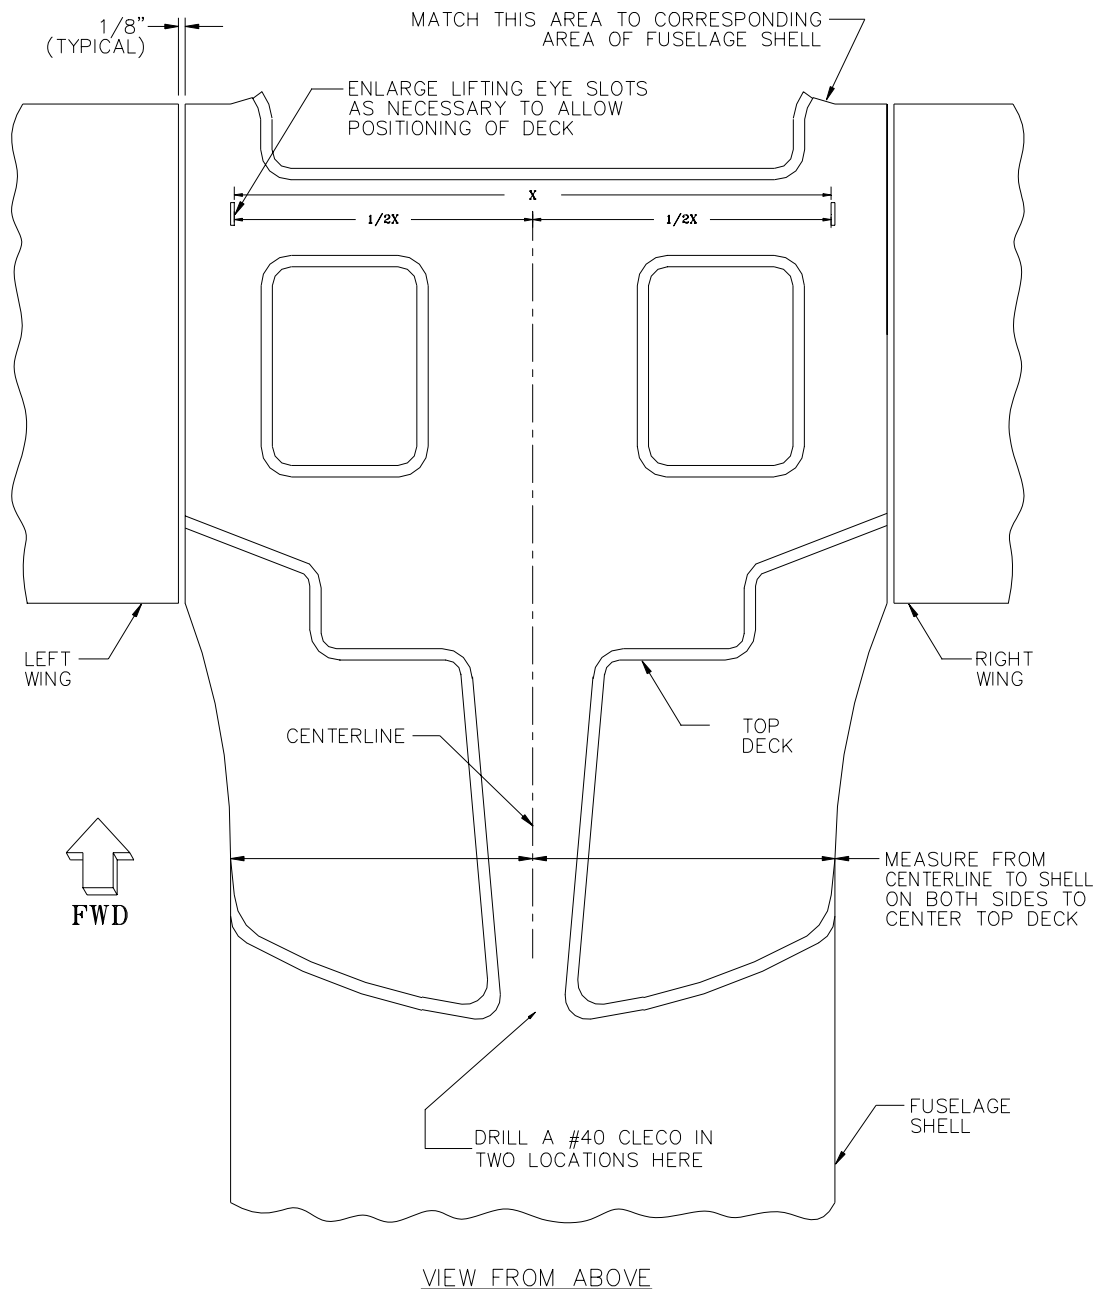 1/8"
(TYPICAL)
MATCH THIS AREA TO CORRESPONDING
AREA OF FUSELAGE SHELL
ENLARGE LIFTING EYE SLOTS
AS NECESSARY TO ALLOW
POSITIONING OF DECK
X
1/2X
1/2X
LEFT
WING
RIGHT
WING
TOP
DECK
CENTERLINE
FWD
MEASURE FROM
CENTERLINE TO SHELL
ON BOTH SIDES TO
CENTER TOP DECK
FUSELAGE
SHELL
DRILL A #40 CLECO IN
TWO LOCATIONS HERE
VIEW FROM ABOVE